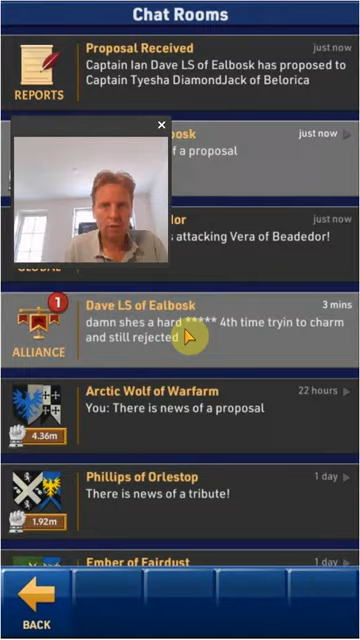 Chat Rooms
Proposal Received
just now
Captain Ian Dave LS of Ealbosk has proposed to
Captain Tyesha DiamondJack of Belorica
REPORTS
just now
of a proposal
just now
attacking Vera of Beadedor!
Dave LS of Ealbosk
3 mins
1
damn shes a hard ***** 4th time tryin to charm
and still rejected
ALLIANCE
Arctic Wolf of Warfarm
22 hours
You: There is news of a proposal
4.36m
Phillips of Orlestop
1 day
There is news of a tribute!
1.92m
Ember of Fairdust
1 day
BACK